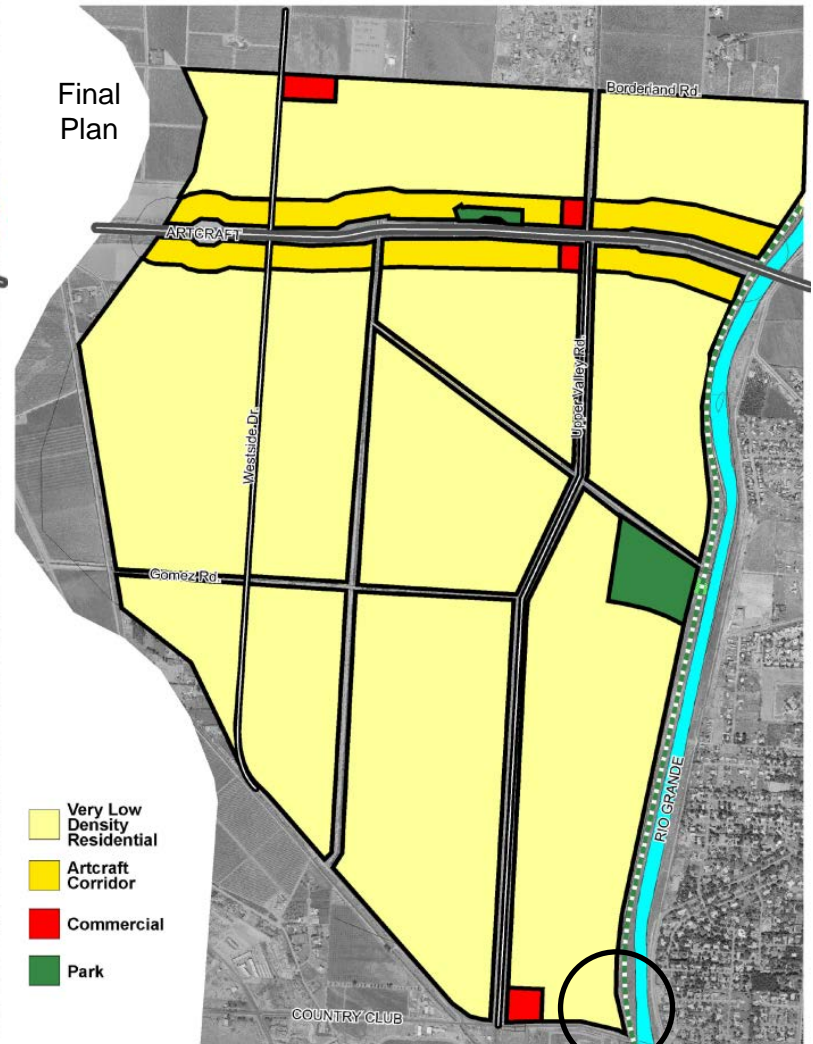 Final
Plan
Borderland Rd.
ARTCRAFT
Upper Valley Rd.
Westside Dr.
Gomez Rd.
RIO GRANDE
COUNTRY CLUB
Very Low
Density
Residential
Artcraft
Corridor
Commercial
Park